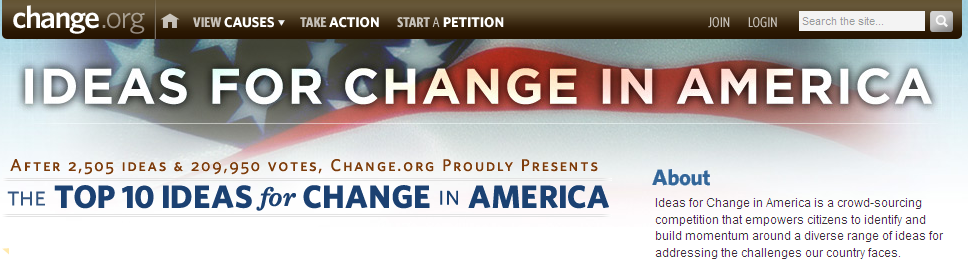 change.org VIEW CAUSES TAKE ACTION START A PETITION JOIN LOGIN Search the site...
IDEAS FOR CHANGE IN AMERICA
AFTER 2,505 IDEAS & 209,950 VOTES, CHANGE.ORG PROUDLY PRESENTS
THE TOP 10 IDEAS for CHANGE IN AMERICA
About
Ideas for Change in America is a crowd-sourcing
competition that empowers citizens to identify and
build momentum around a diverse range of ideas for
addressing the challenges our country faces.